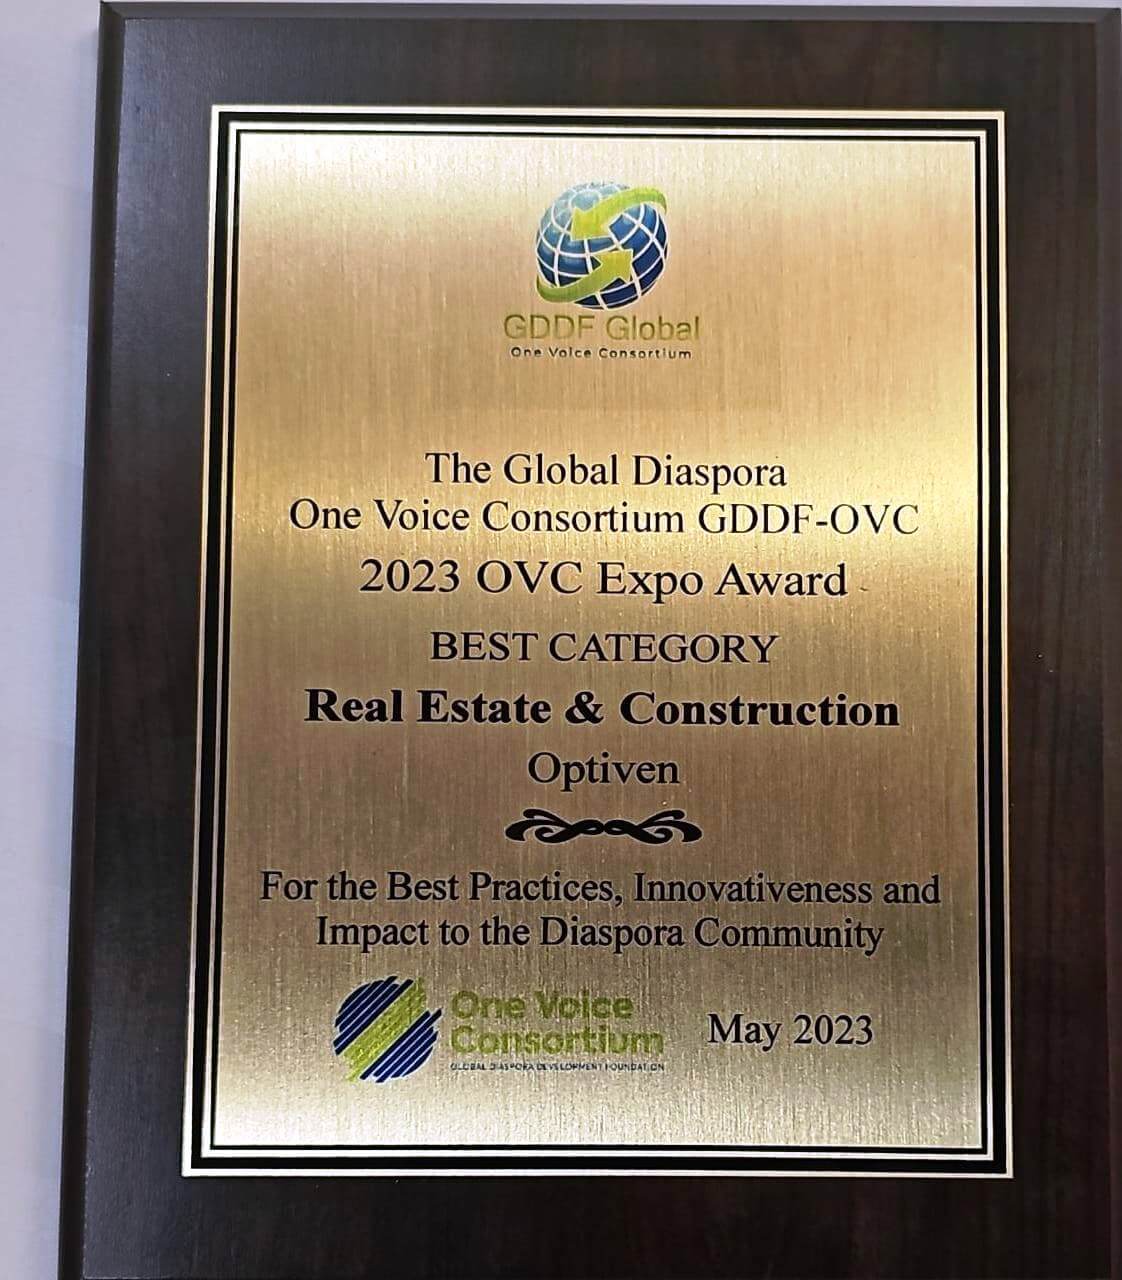 GDDF Global
One Voice Consortium
The Global Diaspora
One Voice Consortium GDDF-OVC
2023 OVC Expo Award
BEST CATEGORY
Real Estate & Construction
Optiven
For the Best Practices, Innovativeness and
Impact to the Diaspora Community
One Voice
Consortium
GLOBAL DIASPORA DEVELOPMENT FOUNDATION
May 2023